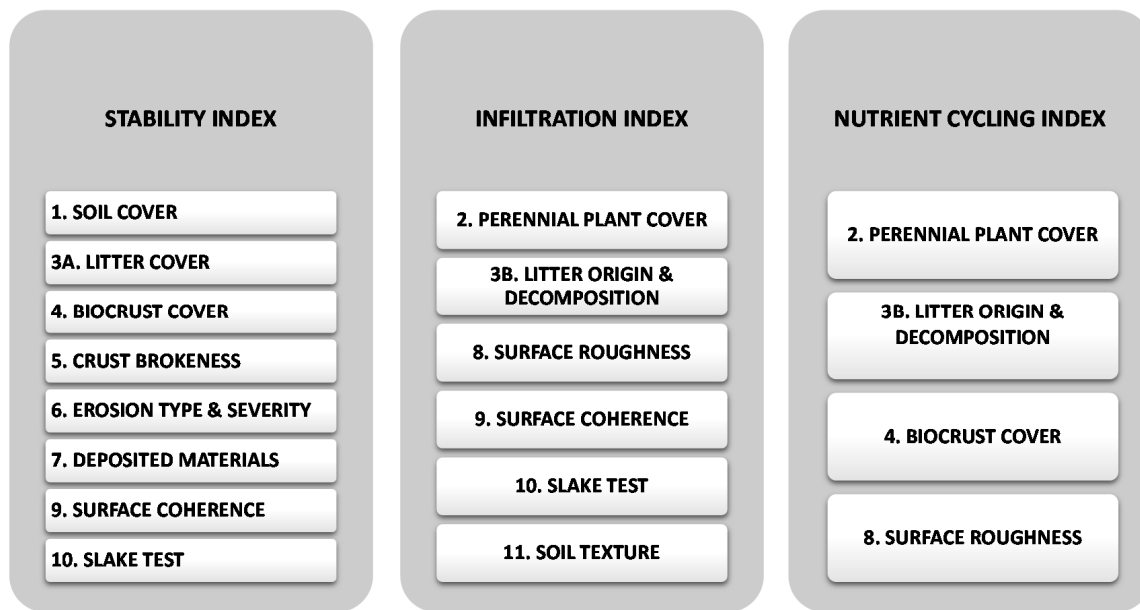 STABILITY INDEX
1. SOIL COVER
3A. LITTER COVER
4. BIOCRUST COVER
5. CRUST BROKENESS
6. EROSION TYPE & SEVERITY
7. DEPOSITED MATERIALS
9. SURFACE COHERENCE
10. SLAKE TEST
INFILTRATION INDEX
2. PERENNIAL PLANT COVER
3B. LITTER ORIGIN &
DECOMPOSITION
8. SURFACE ROUGHNESS
9. SURFACE COHERENCE
10. SLAKE TEST
11. SOIL TEXTURE
NUTRIENT CYCLING INDEX
2. PERENNIAL PLANT COVER
3B. LITTER ORIGIN &
DECOMPOSITION
4. BIOCRUST COVER
8. SURFACE ROUGHNESS